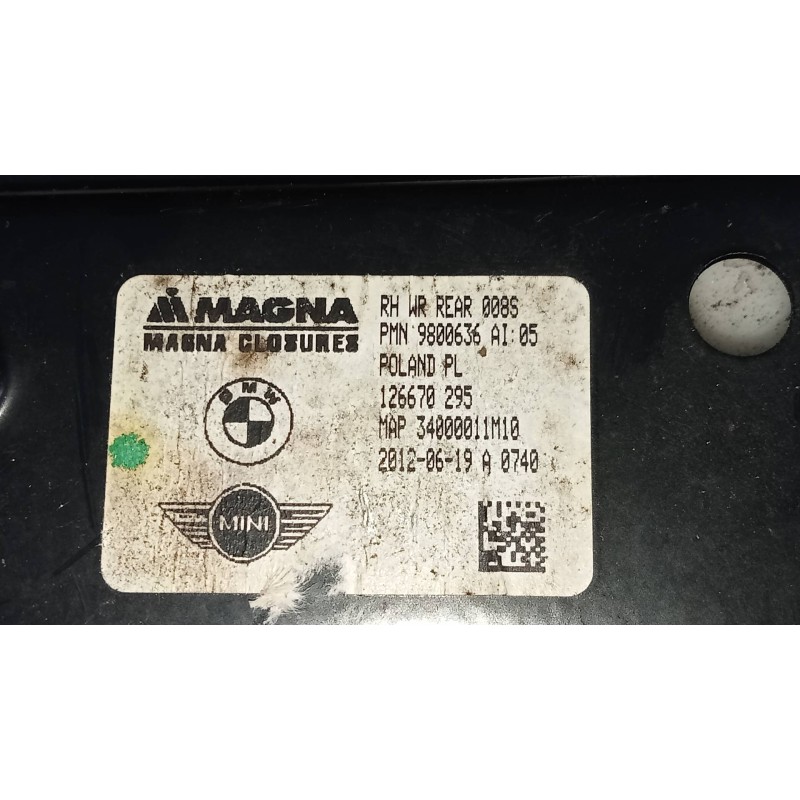 MAGNA
MAGNA CLOSURES
BMW
MINI
RH WR REAR 008S
PMN 9800636 AI:05
POLAND PL
126670 295
MAP 34000011M10
2012-06-19 A 0740